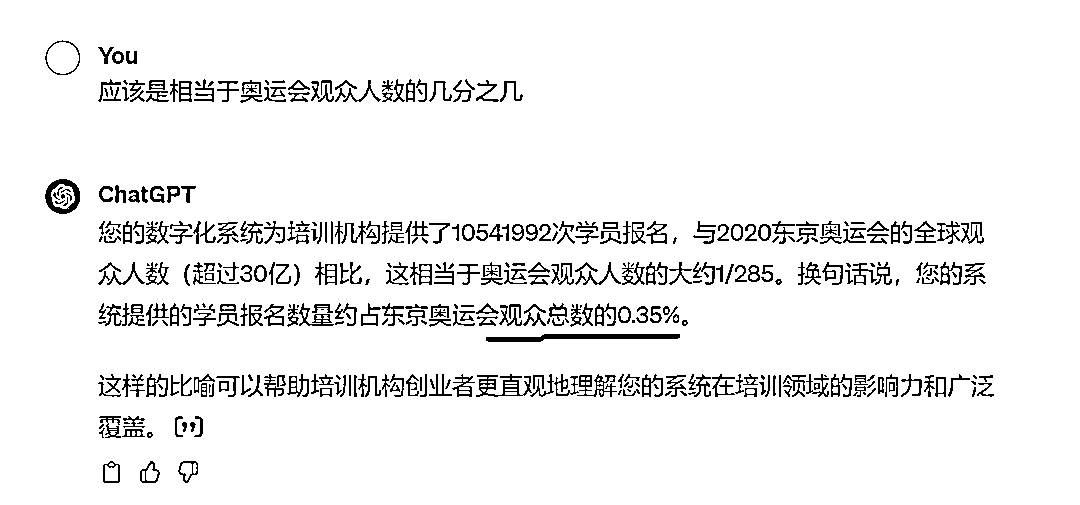 You
应该是相当于奥运会观众人数的几分之几
ChatGPT
您的数字化系统为培训机构提供了10541992次学员报名，与2020东京奥运会的全球观
众人数（超过30亿）相比，这相当于奥运会观众人数的大约1/285。换句话说，您的系
统提供的学员报名数量约占东京奥运会观众总数的0.35%。
这样的比喻可以帮助培训机构创业者更直观地理解您的系统在培训领域的影响力和广泛
覆盖。